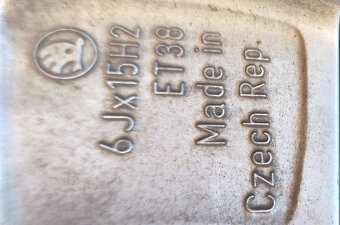 6Jx15H2
ET38
Made in
Czech Rep.